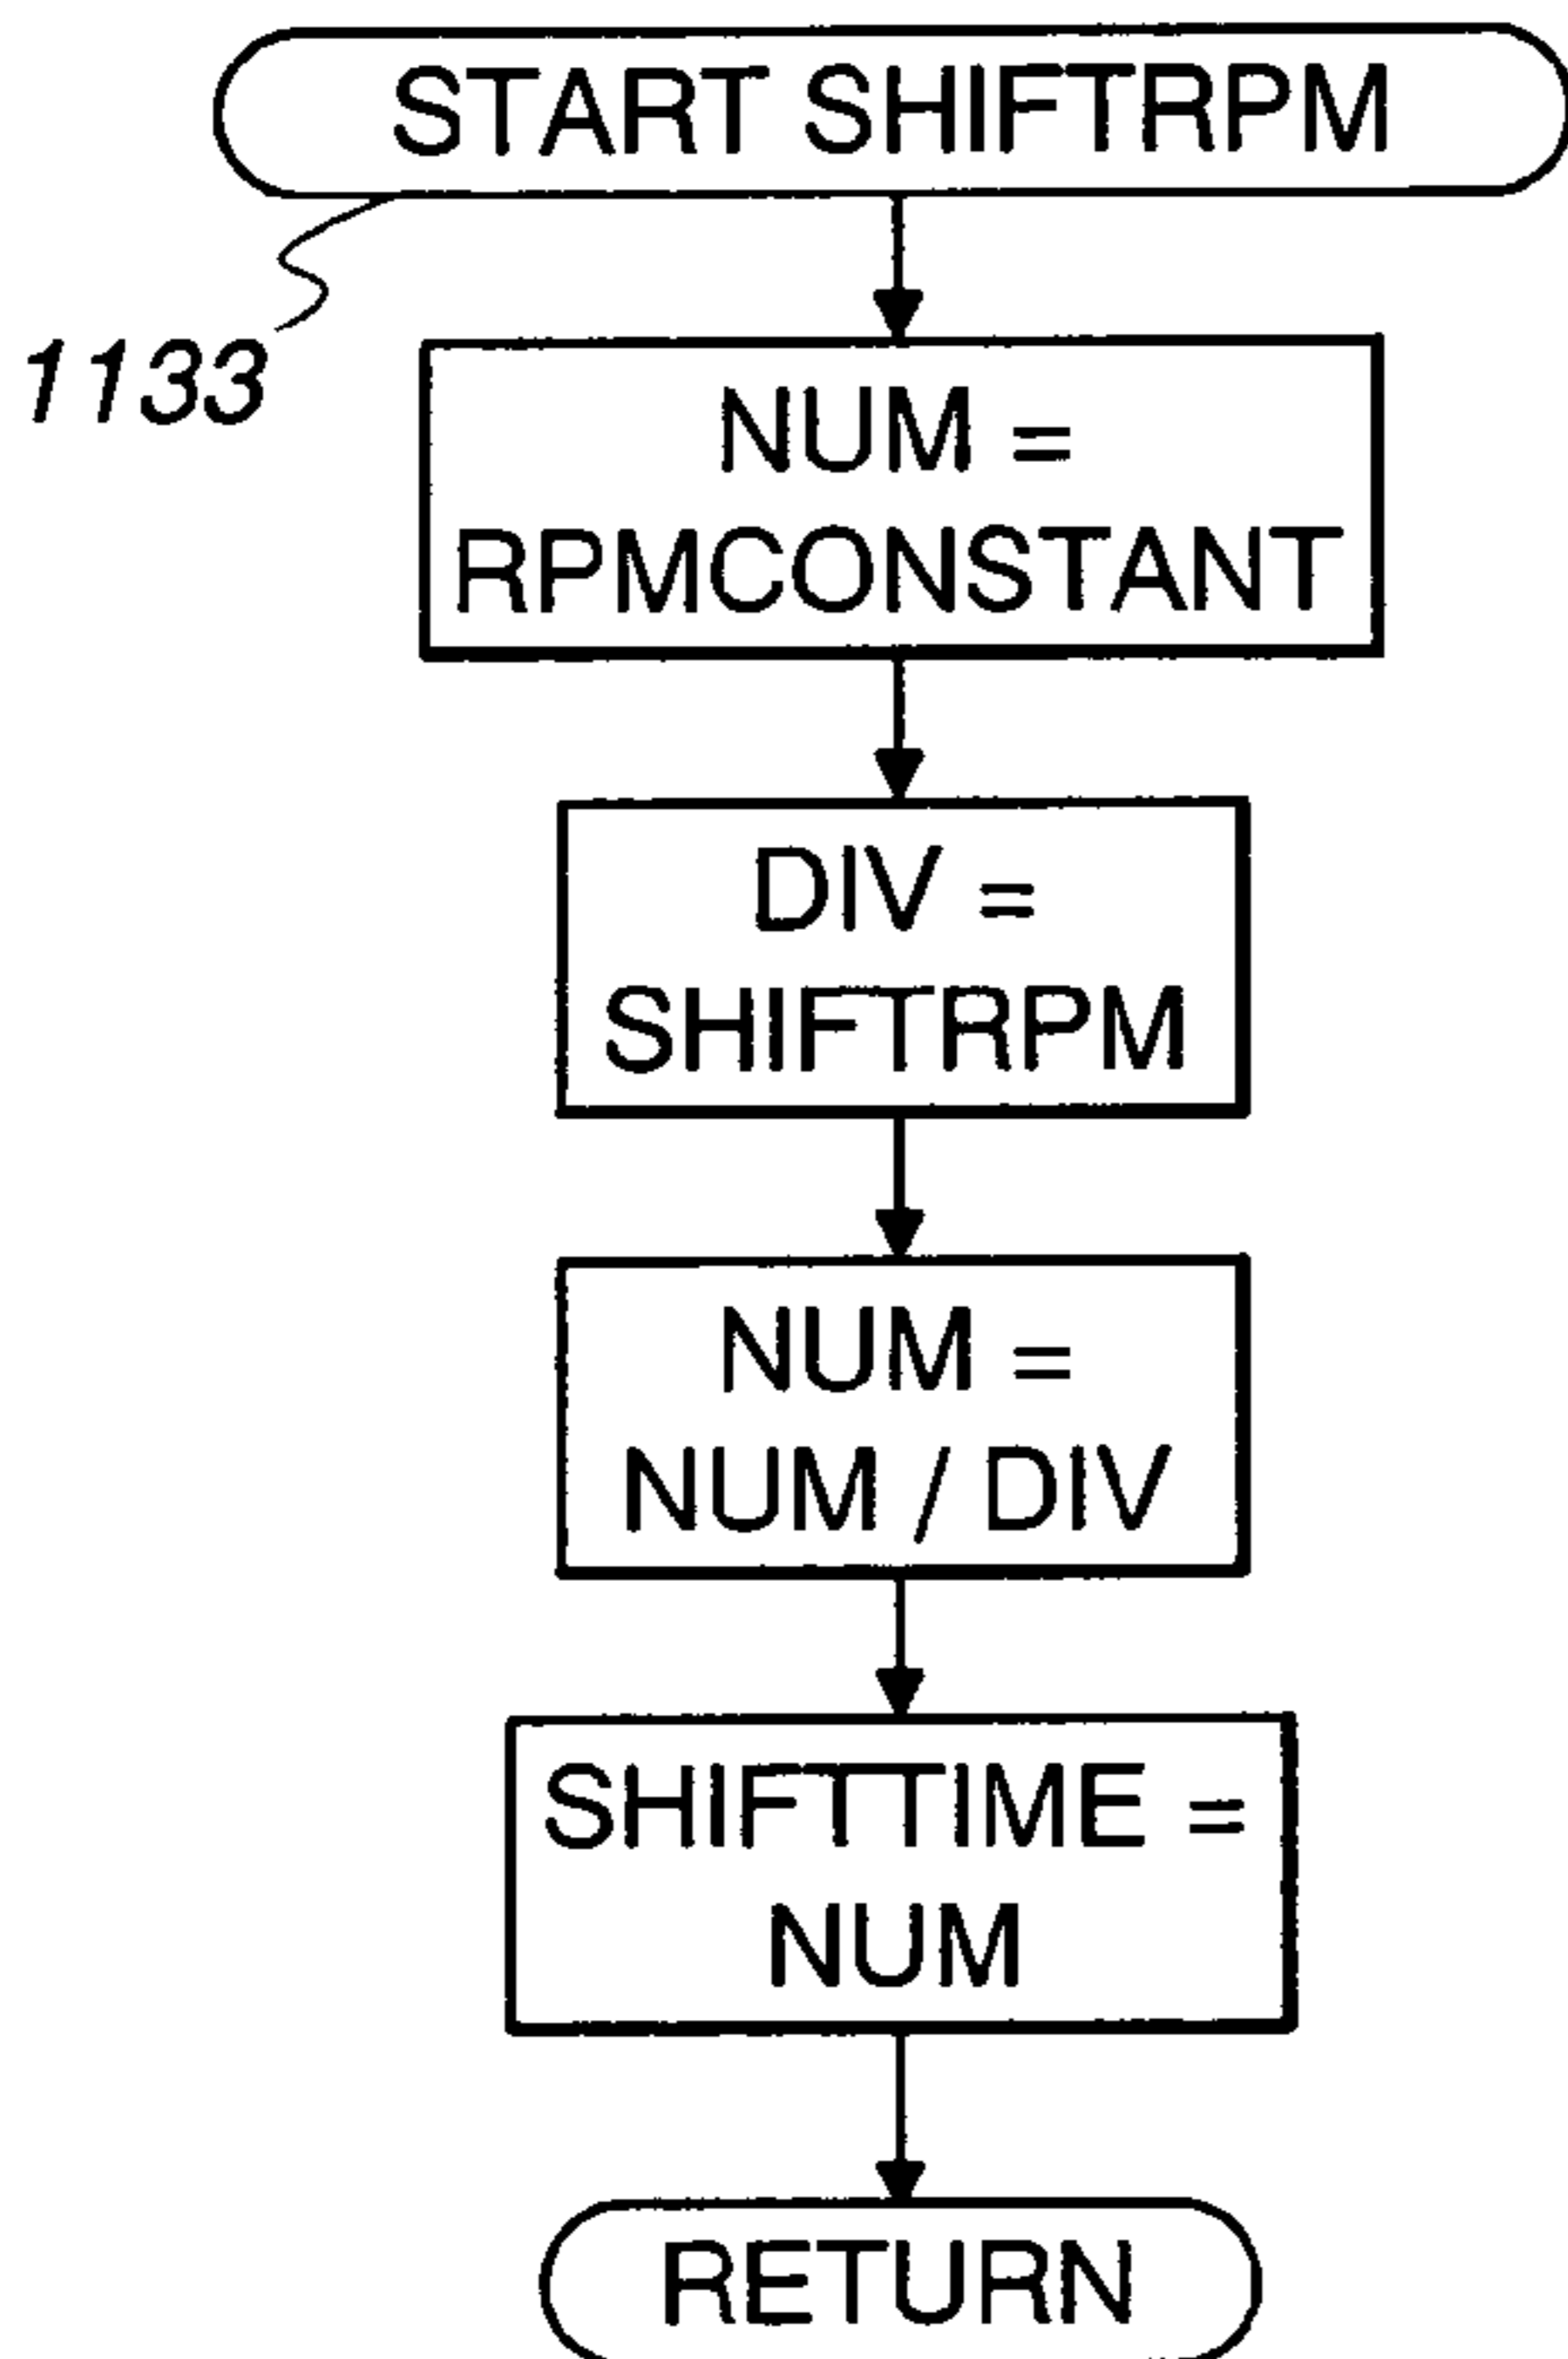 START SHIFTRPM
1133
NUM =
RPMCONSTANT
DIV =
SHIFTRPM
NUM =
NUM / DIV
SHIFTTIME =
NUM
RETURN